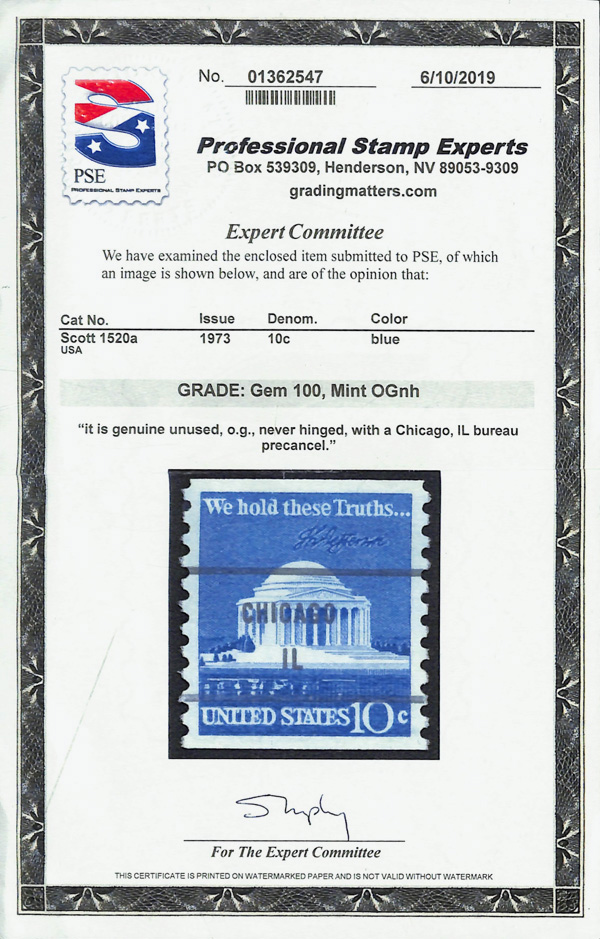 No. 01362547 6/10/2019
PSE
PROFESSIONAL STAMP EXPERTS
Professional Stamp Experts
PO Box 539309, Henderson, NV 89053-9309
gradingmatters.com
Expert Committee
We have examined the enclosed item submitted to PSE, of which
an image is shown below, and are of the opinion that:
Cat No. Issue Denom. Color
Scott 1520a 1973 10c blue
USA
GRADE: Gem 100, Mint OGnh
“it is genuine unused, o.g., never hinged, with a Chicago, IL bureau
precancel.”
We hold these Truths...
Th Jefferson
CHICAGO
IL
UNITED STATES 10c
For The Expert Committee
THIS CERTIFICATE IS PRINTED ON WATERMARKED PAPER AND IS NOT VALID WITHOUT WATERMARK